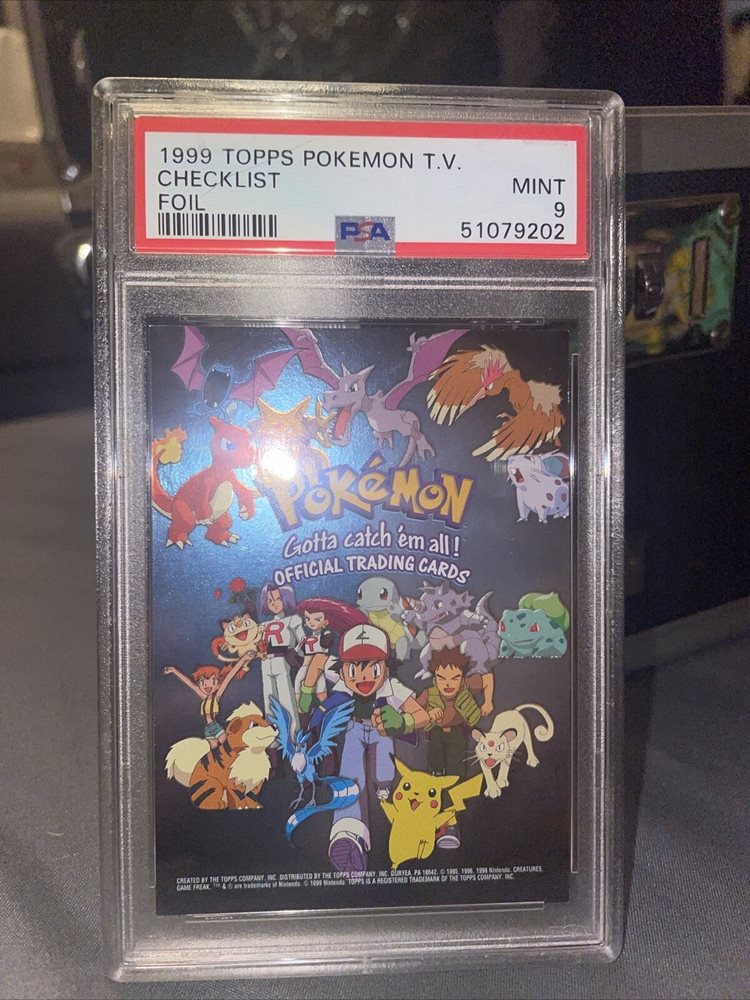 1999 TOPPS POKEMON T.V.
CHECKLIST
MINT
FOIL
9
PSA
51079202
POKéMON
Gotta catch 'em all!
OFFICIAL TRADING CARDS
R
R
CREATED BY THE TOPPS COMPANY, INC. DISTRIBUTED BY THE TOPPS COMPANY, INC. DURYEA, PA 18642. © 1995, 1996, 1998 Nintendo, CREATURES,
GAME FREAK. ™ & ® are trademarks of Nintendo. © 1999 Nintendo. TOPPS IS A REGISTERED TRADEMARK OF THE TOPPS COMPANY, INC.